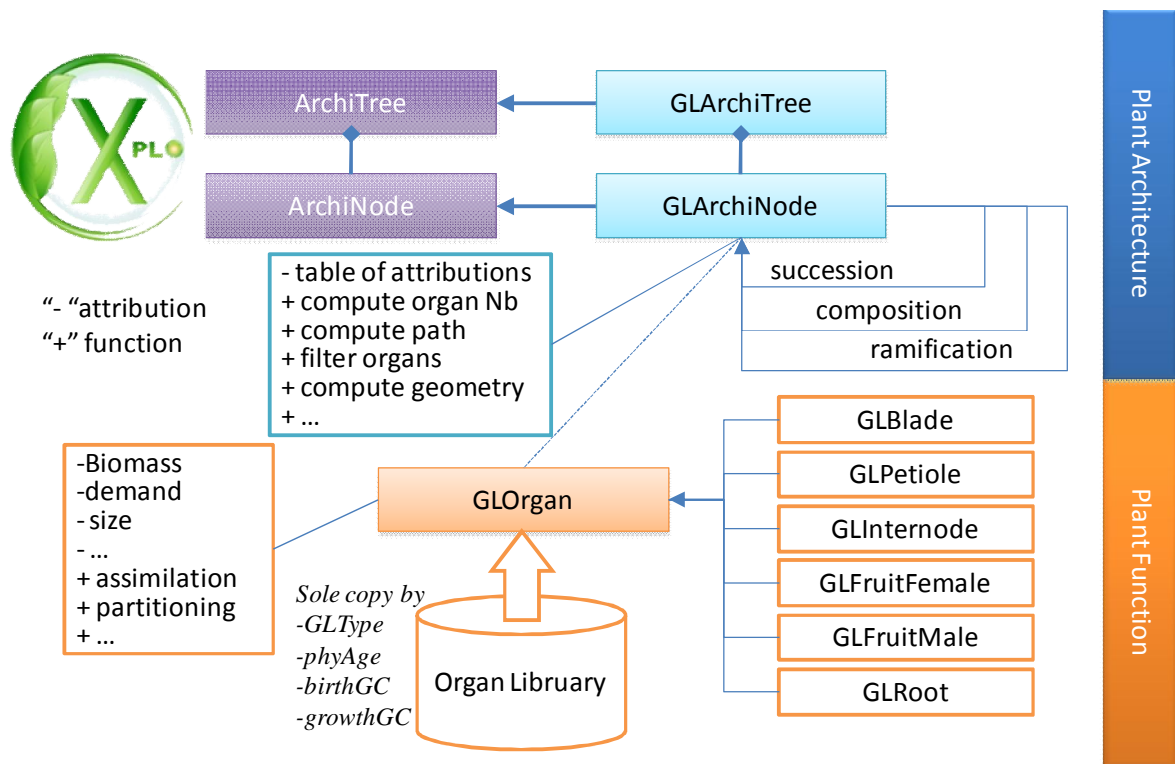 X
PLO
ArchiTree
GLArchiTree
ArchiNode
GLArchiNode
Plant Architecture
“- “attribution
“+” function
- table of attributions
+ compute organ Nb
+ compute path
+ filter organs
+ compute geometry
+ ...
succession
composition
ramification
-Biomass
-demand
- size
- ...
+ assimilation
+ partitioning
+ ...
GLOrgan
Sole copy by
-GLType
-phyAge
-birthGC
-growthGC
Organ Libruary
GLBlade
GLPetiole
GLInternode
GLFruitFemale
GLFruitMale
GLRoot
Plant Function